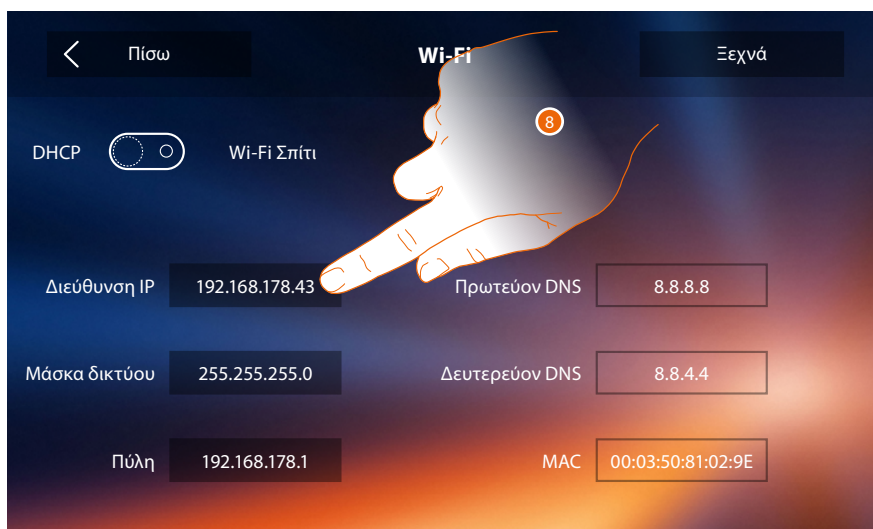 Πίσω
Wi-Fi
Ξεχνά
8
DHCP
Wi-Fi Σπίτι
Διεύθυνση IP 192.168.178.43 Πρωτεύον DNS 8.8.8.8
Μάσκα δικτύου 255.255.255.0 Δευτερεύον DNS 8.8.4.4
Πύλη 192.168.178.1 MAC 00:03:50:81:02:9E